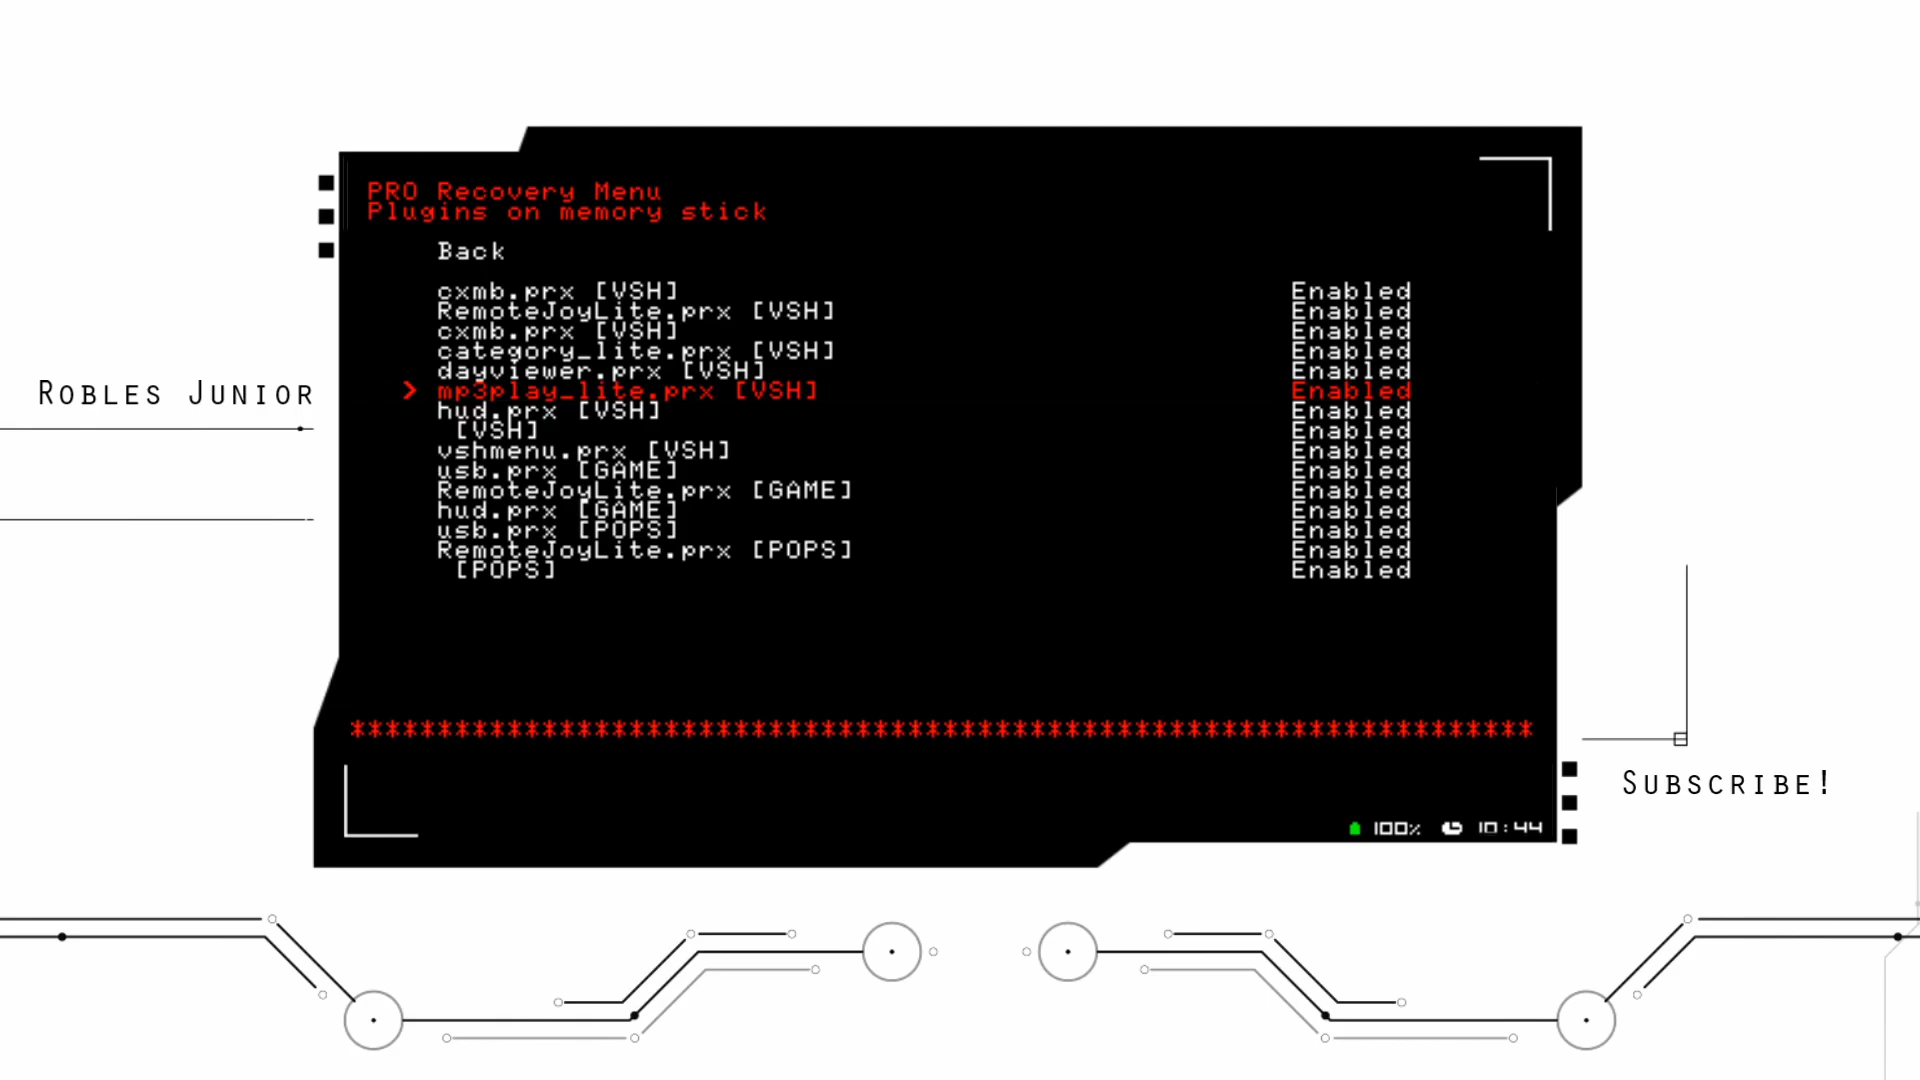 PRO Recovery Menu
Plugins on memory stick
Back
cxmb.prx [VSH] Enabled
RemoteJoyLite.prx [VSH] Enabled
cxmb.prx [VSH] Enabled
category_lite.prx [VSH] Enabled
dayviewer.prx [VSH] Enabled
> mp3play_lite.prx [VSH] Enabled
hud.prx [VSH] Enabled
[VSH] Enabled
vshmenu.prx [VSH] Enabled
usb.prx [GAME] Enabled
RemoteJoyLite.prx [GAME] Enabled
hud.prx [GAME] Enabled
usb.prx [POPS] Enabled
RemoteJoyLite.prx [POPS] Enabled
[POPS] Enabled
********************************************************************
100% 10:44
Robles Junior
Subscribe!